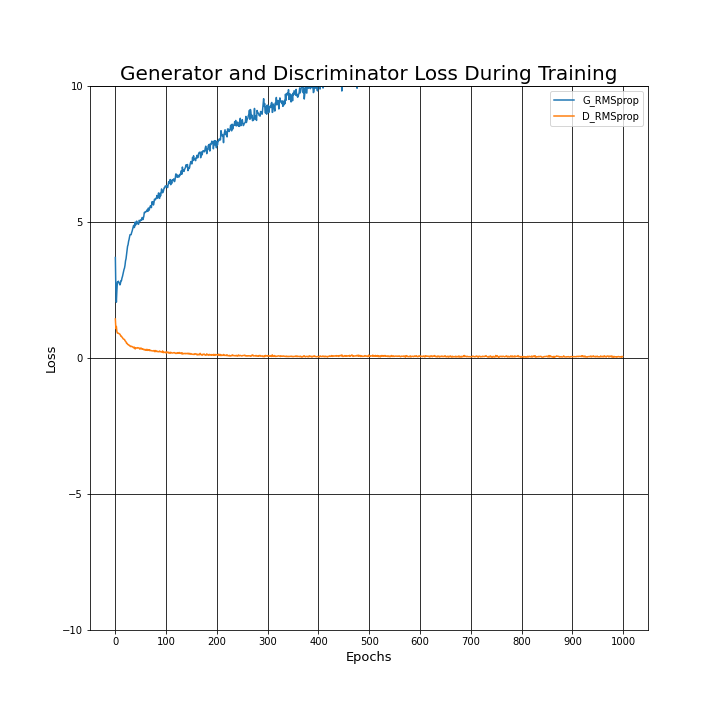 Generator and Discriminator Loss During Training
G_RMSprop
D_RMSprop
10
5
0
−5
−10
Loss
0 100 200 300 400 500 600 700 800 900 1000
Epochs